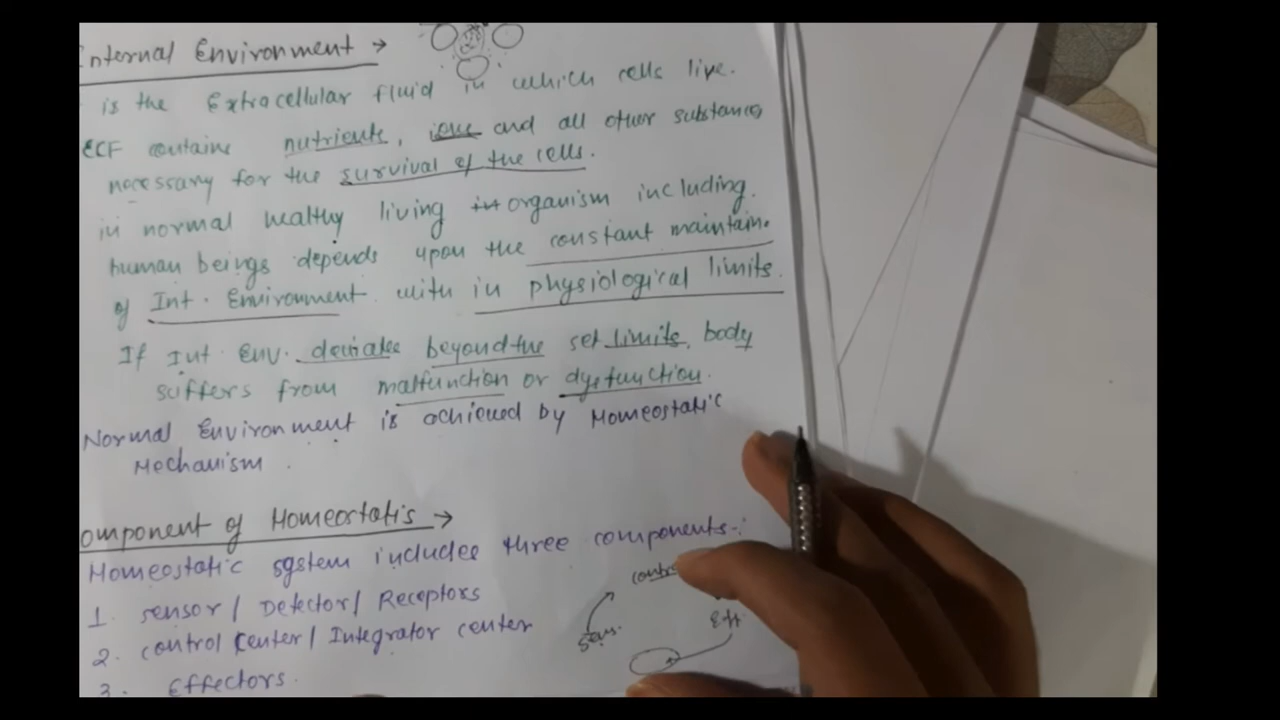 Internal Environment →
is the Extracellular fluid in which cells live.
ECF contains nutrients, ions and all other substances
necessary for the survival of the cells.
in normal healthy living organism including
human beings depends upon the constant maintain.
of Int. Environment with in physiological limits.
If Int Env. deviates beyond the set limits, body
suffers from malfunction or dysfunction.
Normal Environment is achieved by Homeostatic
Mechanism.
omponent of Homeostatis →
Homeostatic system includes three components-:
1. Sensor/ Detector/ Receptors
contro
2. control Center/ Integrator center
Sens.
Eff.
3. Effectors.